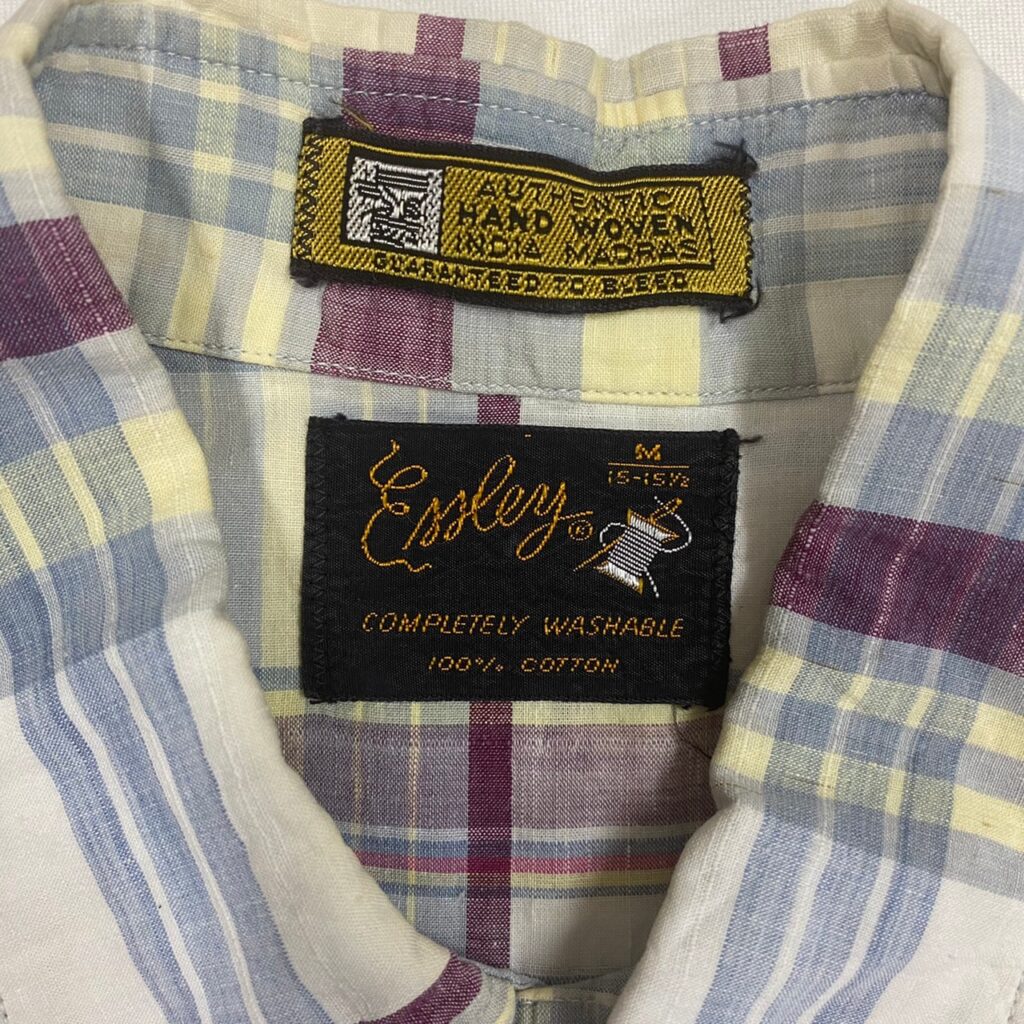 AUTHENTIC
HAND WOVEN
INDIA MADRAS
GUARANTEED TO BLEED
M
15-15½
Essley®
COMPLETELY WASHABLE
100% COTTON